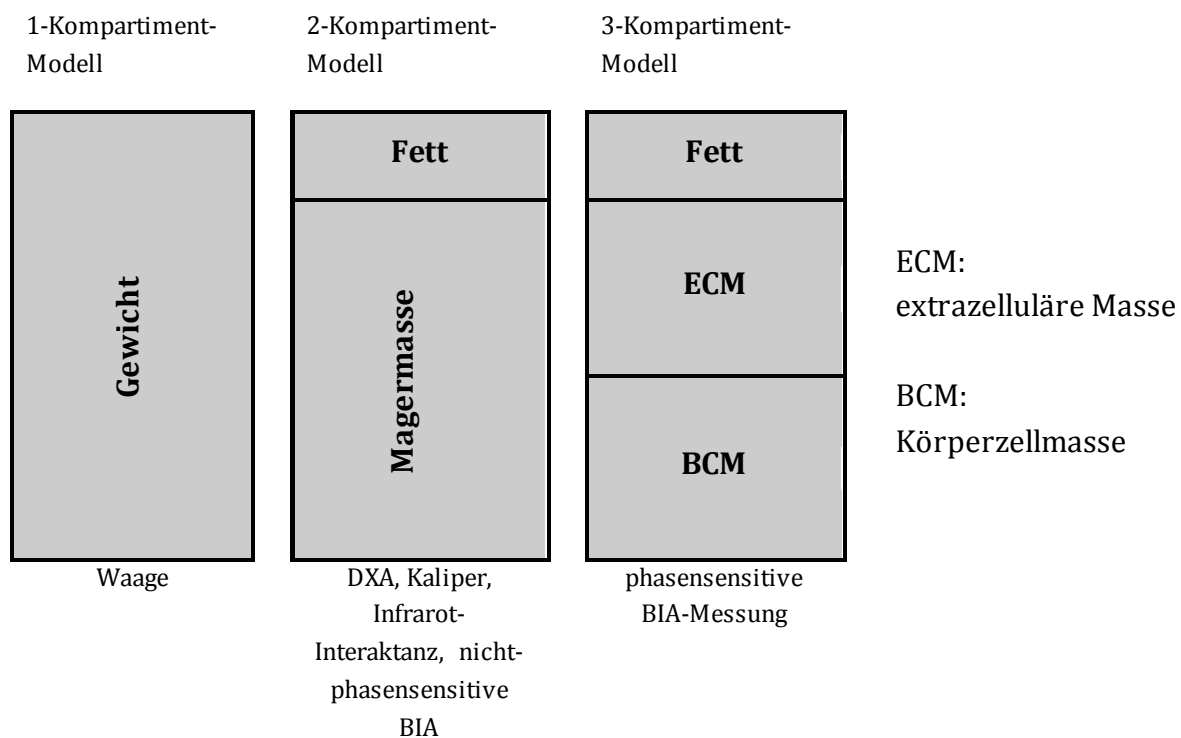 1-Kompartiment-
Modell
2-Kompartiment-
Modell
3-Kompartiment-
Modell
Gewicht
Fett
Magermasse
Fett
ECM
BCM
ECM:
extrazelluläre Masse
BCM:
Körperzellmasse
Waage
DXA, Kaliper,
Infrarot-
Interaktanz, nicht-
phasensensitive
BIA
phasensensitive
BIA-Messung